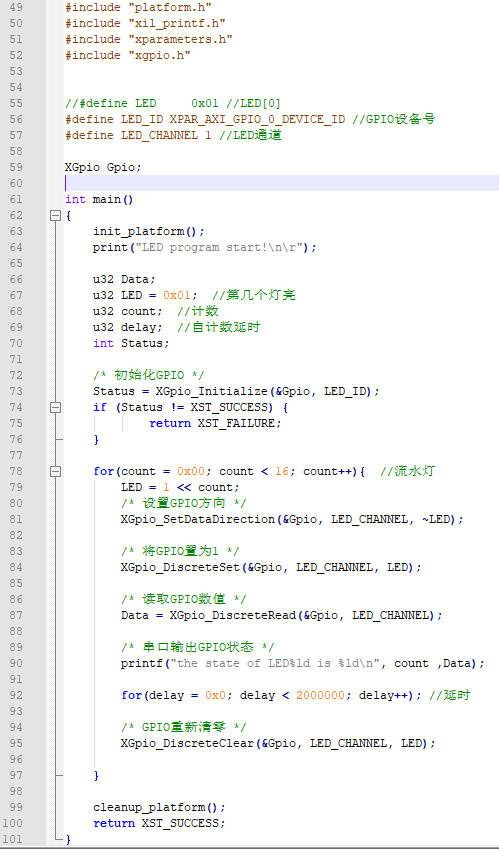 49 #include "platform.h"
50 #include "xil_printf.h"
51 #include "xparameters.h"
52 #include "xgpio.h"
53
54
55 //#define LED     0x01 //LED[0]
56 #define LED_ID XPAR_AXI_GPIO_0_DEVICE_ID //GPIO设备号
57 #define LED_CHANNEL 1 //LED通道
58
59 XGpio Gpio;
60
61 int main()
62 {
63     init_platform();
64     print("LED program start!\n\r");
65
66     u32 Data;
67     u32 LED = 0x01;  //第几个灯亮
68     u32 count;  //计数
69     u32 delay;  //自计数延时
70     int Status;
71
72     /* 初始化GPIO */
73     Status = XGpio_Initialize(&Gpio, LED_ID);
74     if (Status != XST_SUCCESS) {
75             return XST_FAILURE;
76     }
77
78     for(count = 0x00; count < 16; count++){  //流水灯
79         LED = 1 << count;
80         /* 设置GPIO方向 */
81         XGpio_SetDataDirection(&Gpio, LED_CHANNEL, ~LED);
82
83         /* 将GPIO置为1 */
84         XGpio_DiscreteSet(&Gpio, LED_CHANNEL, LED);
85
86         /* 读取GPIO数值 */
87         Data = XGpio_DiscreteRead(&Gpio, LED_CHANNEL);
88
89         /* 串口输出GPIO状态 */
90         printf("the state of LED%ld is %ld\n", count ,Data);
91
92         for(delay = 0x0; delay < 2000000; delay++); //延时
93
94         /* GPIO重新清零 */
95         XGpio_DiscreteClear(&Gpio, LED_CHANNEL, LED);
96
97     }
98
99     cleanup_platform();
100     return XST_SUCCESS;
101 }